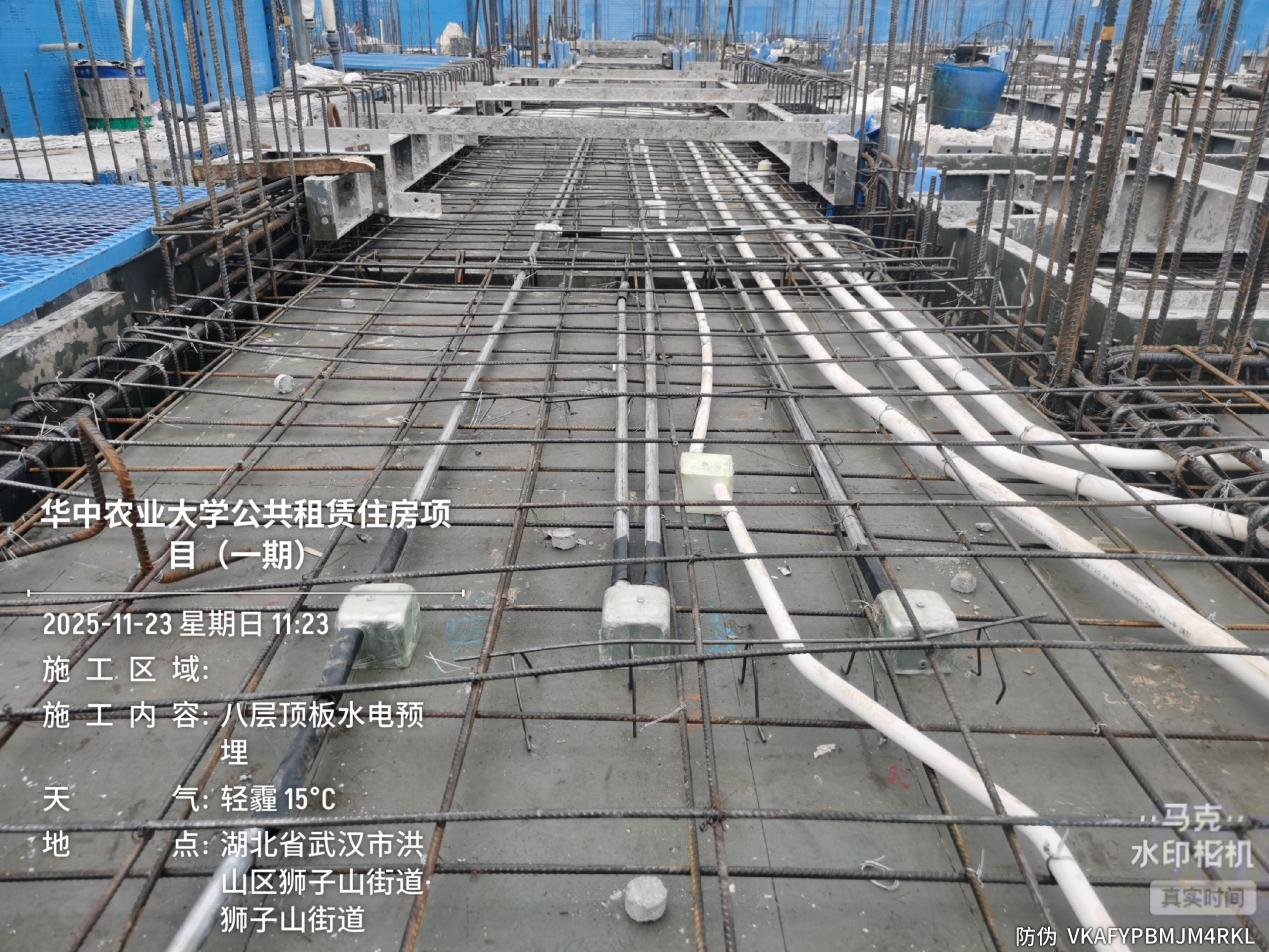 华中农业大学公共租赁住房项
目（一期）
2025-11-23 星期日 11:23
施工区域:
施工内容: 八层顶板水电预
埋
天气: 轻霾 15°C
地点: 湖北省武汉市洪
山区狮子山街道·
狮子山街道
马克
水印相机
真实时间
防伪 VKAFYPBMJM4RKL